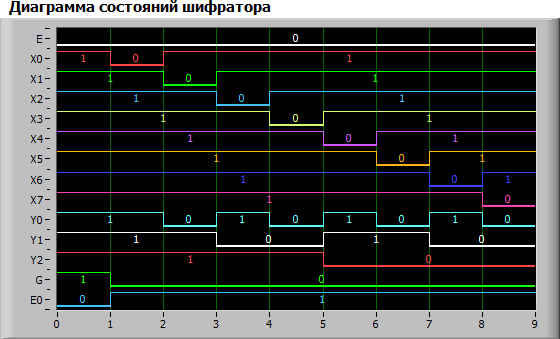 Диаграмма состояний шифратора
E 0
X0 1 0 1
X1 1 0 1
X2 1 0 1
X3 1 0 1
X4 1 0 1
X5 1 0 1
X6 1 0 1
X7 1 0
Y0 1 0 1 0 1 0 1 0
Y1 1 0 1 0
Y2 1 0
G 1 0
E0 0 1
0 1 2 3 4 5 6 7 8 9